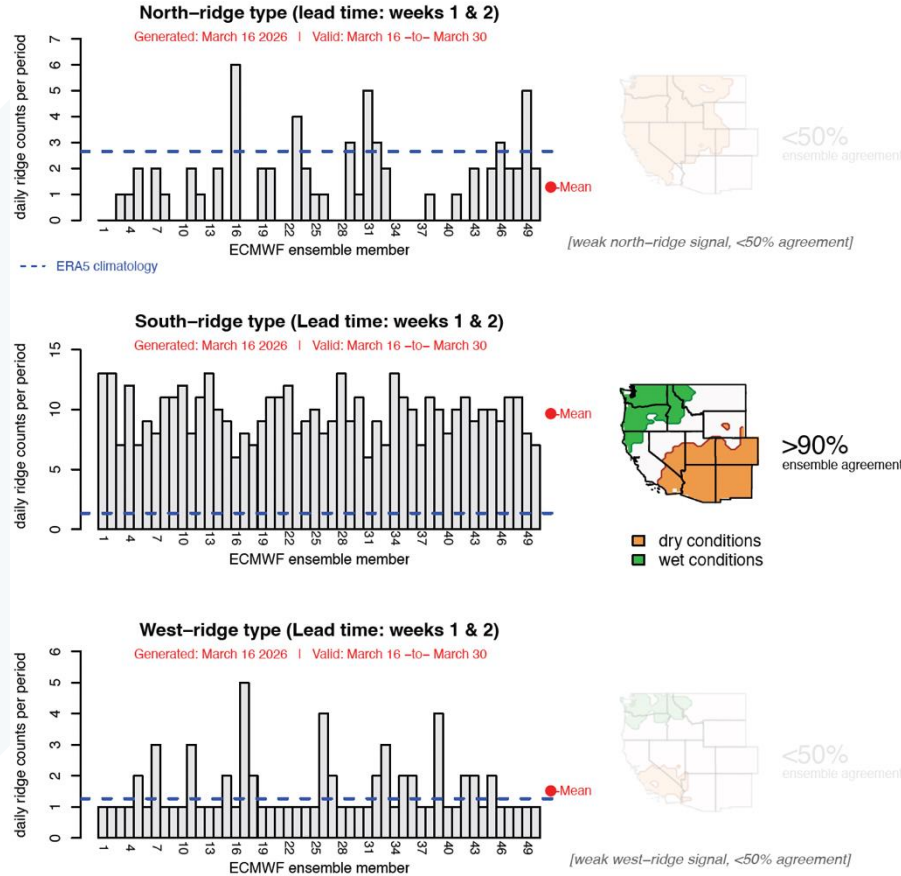 North–ridge type (lead time: weeks 1 & 2)
Generated: March 16 2026 | Valid: March 16 –to– March 30
daily ridge counts per period
7
6
5
4
3
2
1
0
1 4 7 10 13 16 19 22 25 28 31 34 37 40 43 46 49
ECMWF ensemble member
Mean
<50%
ensemble agreement
[weak north–ridge signal, <50% agreement]
ERA5 climatology
South–ridge type (Lead time: weeks 1 & 2)
Generated: March 16 2026 | Valid: March 16 –to– March 30
daily ridge counts per period
15
10
5
0
1 4 7 10 13 16 19 22 25 28 31 34 37 40 43 46 49
ECMWF ensemble member
Mean
>90%
ensemble agreement
dry conditions
wet conditions
West–ridge type (Lead time: weeks 1 & 2)
Generated: March 16 2026 | Valid: March 16 –to– March 30
daily ridge counts per period
6
5
4
3
2
1
0
1 4 7 10 13 16 19 22 25 28 31 34 37 40 43 46 49
ECMWF ensemble member
Mean
<50%
ensemble agreement
[weak west–ridge signal, <50% agreement]